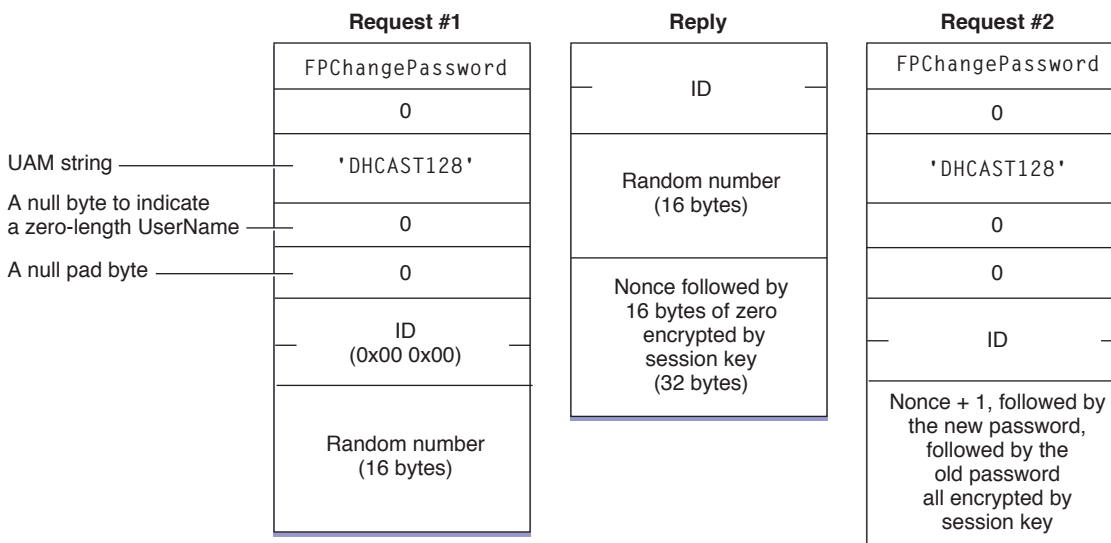 Request #1
FPChangePassword
0
UAM string
'DHCAST128'
A null byte to indicate
a zero-length UserName
0
A null pad byte
0
ID
(0x00 0x00)
Random number
(16 bytes)
Reply
ID
Random number
(16 bytes)
Nonce followed by
16 bytes of zero
encrypted by
session key
(32 bytes)
Request #2
FPChangePassword
0
'DHCAST128'
0
0
ID
Nonce + 1, followed by
the new password,
followed by the
old password
all encrypted by
session key